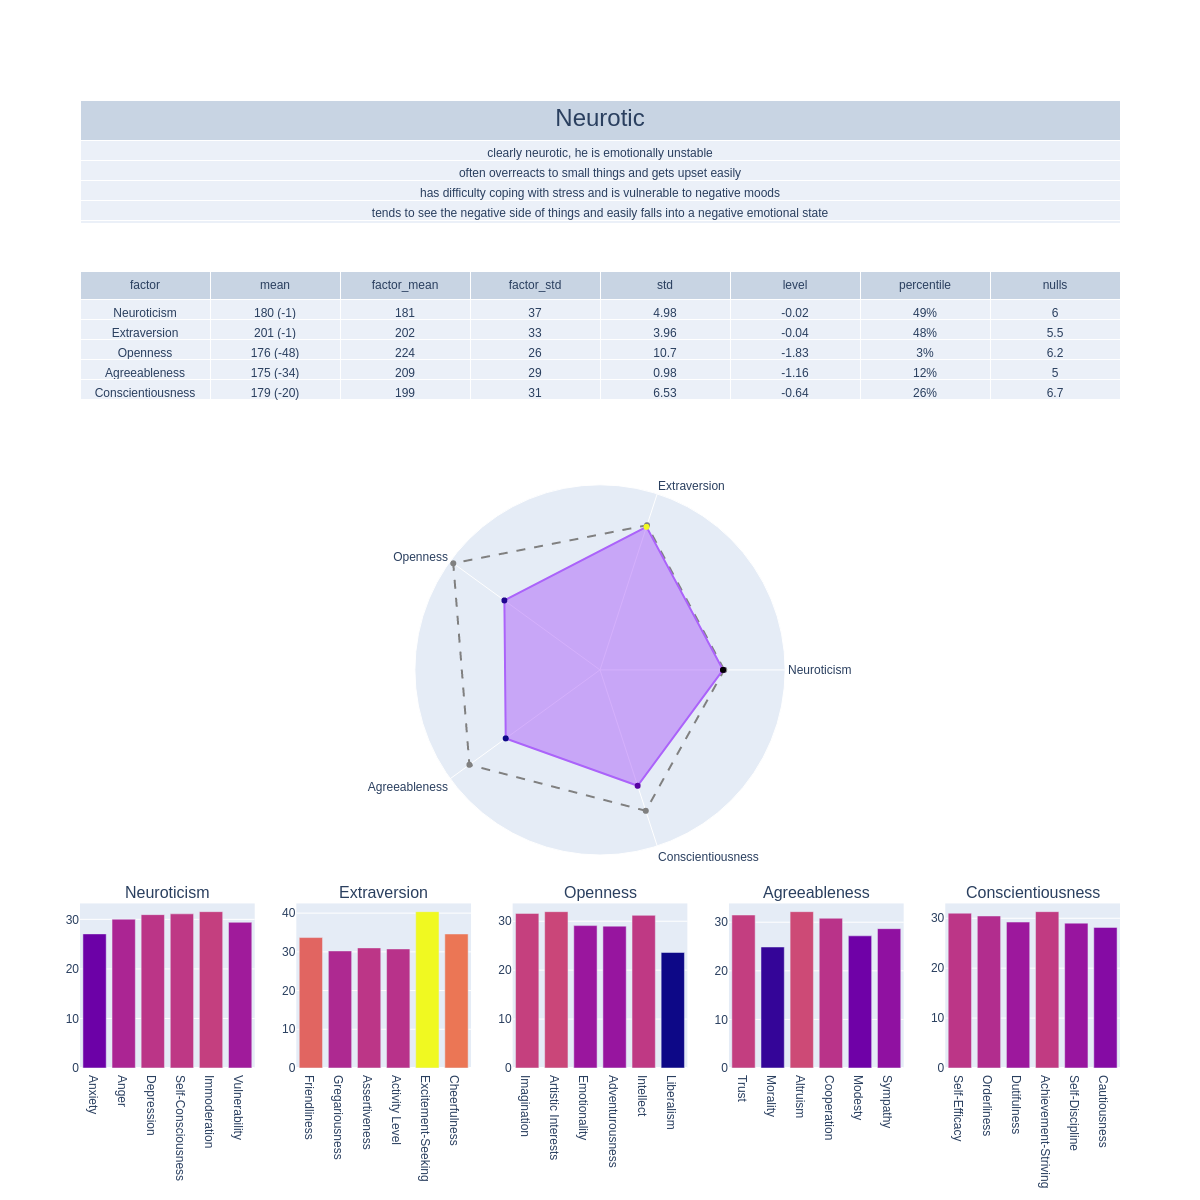 Neurotic
clearly neurotic, he is emotionally unstable
often overreacts to small things and gets upset easily
has difficulty coping with stress and is vulnerable to negative moods
tends to see the negative side of things and easily falls into a negative emotional state
factor mean factor_mean factor_std std level percentile nulls
Neuroticism 180 (-1) 181 37 4.98 -0.02 49% 6
Extraversion 201 (-1) 202 33 3.96 -0.04 48% 5.5
Openness 176 (-48) 224 26 10.7 -1.83 3% 6.2
Agreeableness 175 (-34) 209 29 0.98 -1.16 12% 5
Conscientiousness 179 (-20) 199 31 6.53 -0.64 26% 6.7
Extraversion
Openness
Neuroticism
Agreeableness
Conscientiousness
Neuroticism
30
20
10
0
Anxiety
Anger
Depression
Self-Consciousness
Immoderation
Vulnerability
Extraversion
40
30
20
10
0
Friendliness
Gregariousness
Assertiveness
Activity Level
Excitement-Seeking
Cheerfulness
Openness
30
20
10
0
Imagination
Artistic Interests
Emotionality
Adventurousness
Intellect
Liberalism
Agreeableness
30
20
10
0
Trust
Morality
Altruism
Cooperation
Modesty
Sympathy
Conscientiousness
30
20
10
0
Self-Efficacy
Orderliness
Dutifulness
Achievement-Striving
Self-Discipline
Cautiousness